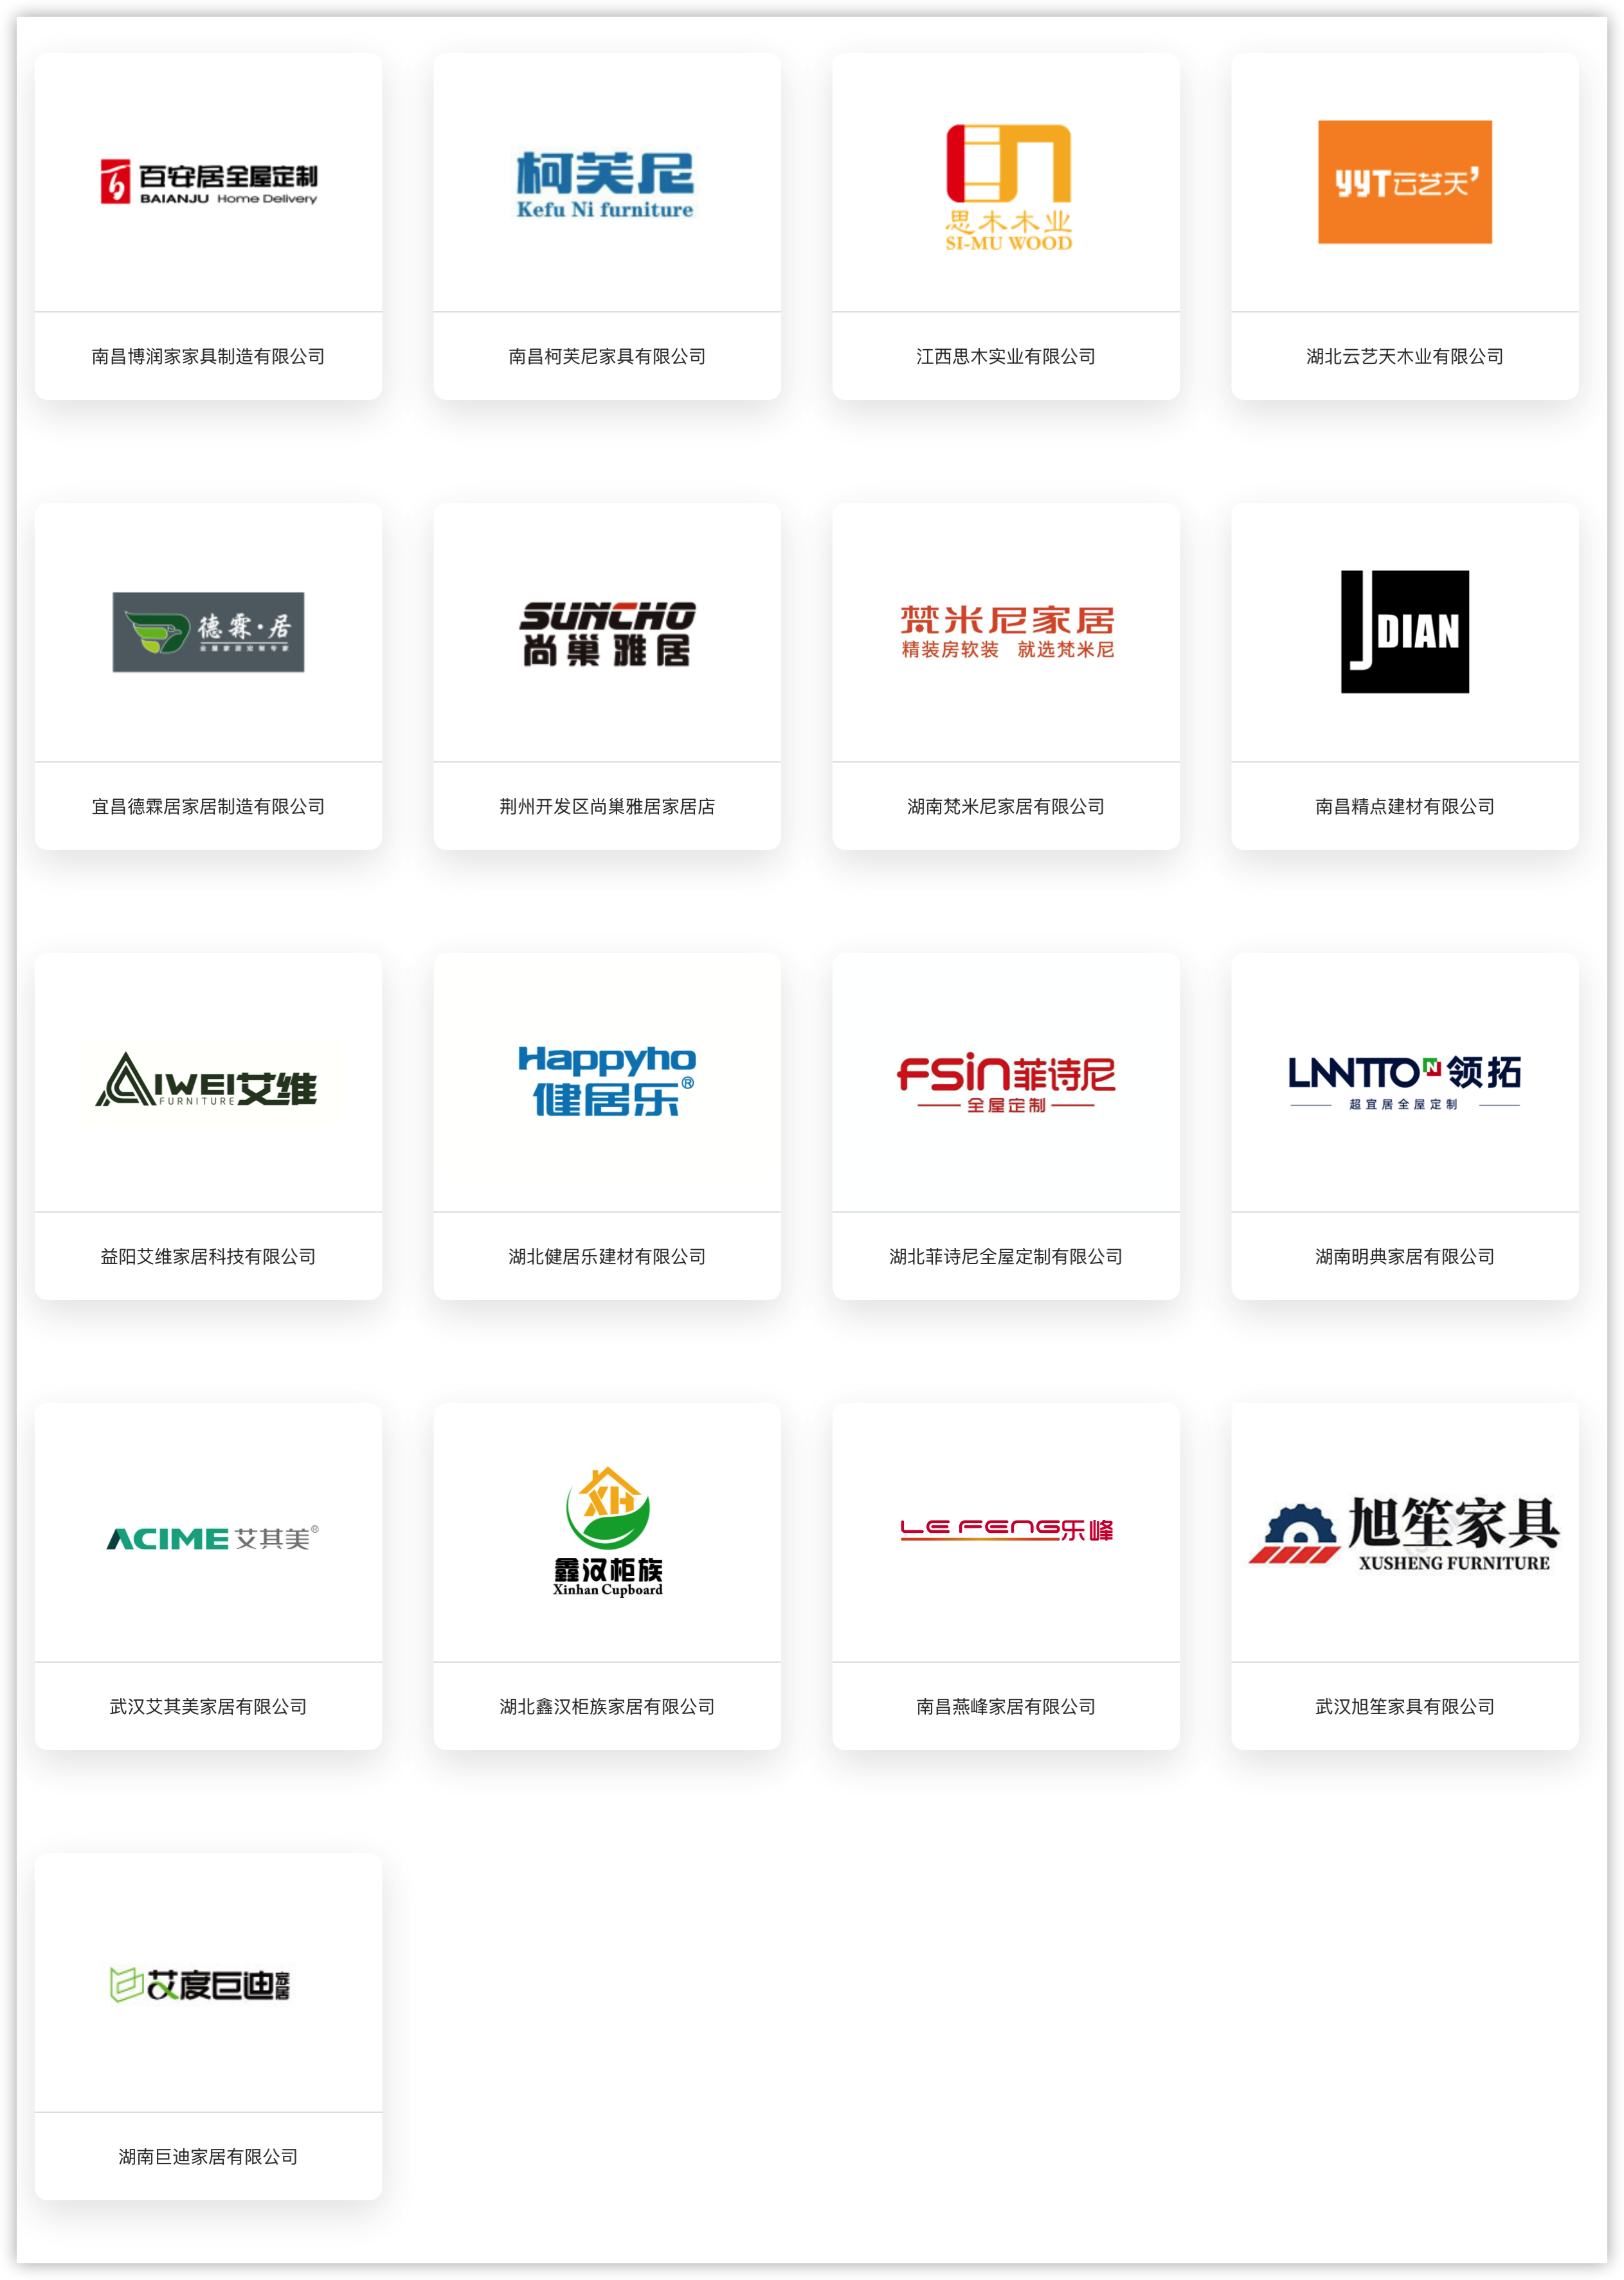 百安居全屋定制
BAIANJU Home Delivery
南昌博润家家具制造有限公司
柯芙尼
Kefu Ni furniture
南昌柯芙尼家具有限公司
思木木业
SI-MU WOOD
江西思木实业有限公司
yyT云艺天
湖北云艺天木业有限公司
德霖·居
宜昌德霖居家居制造有限公司
SUNCHO
尚巢雅居
荆州开发区尚巢雅居家居店
梵米尼家居
精装房软装 就选梵米尼
湖南梵米尼家居有限公司
JDIAN
南昌精点建材有限公司
AIWEI艾维
FURNITURE
益阳艾维家居科技有限公司
Happyho
健居乐®
湖北健居乐建材有限公司
FSin菲诗尼
全屋定制
湖北菲诗尼全屋定制有限公司
LNNTTO N 领拓
超宜居全屋定制
湖南明典家居有限公司
ACIME 艾其美®
武汉艾其美家居有限公司
XH
鑫汉柜族
Xinhan Cupboard
湖北鑫汉柜族家居有限公司
LE FENG乐峰
南昌燕峰家居有限公司
旭笙家具
XUSHENG FURNITURE
武汉旭笙家具有限公司
艾度巨迪家居
湖南巨迪家居有限公司